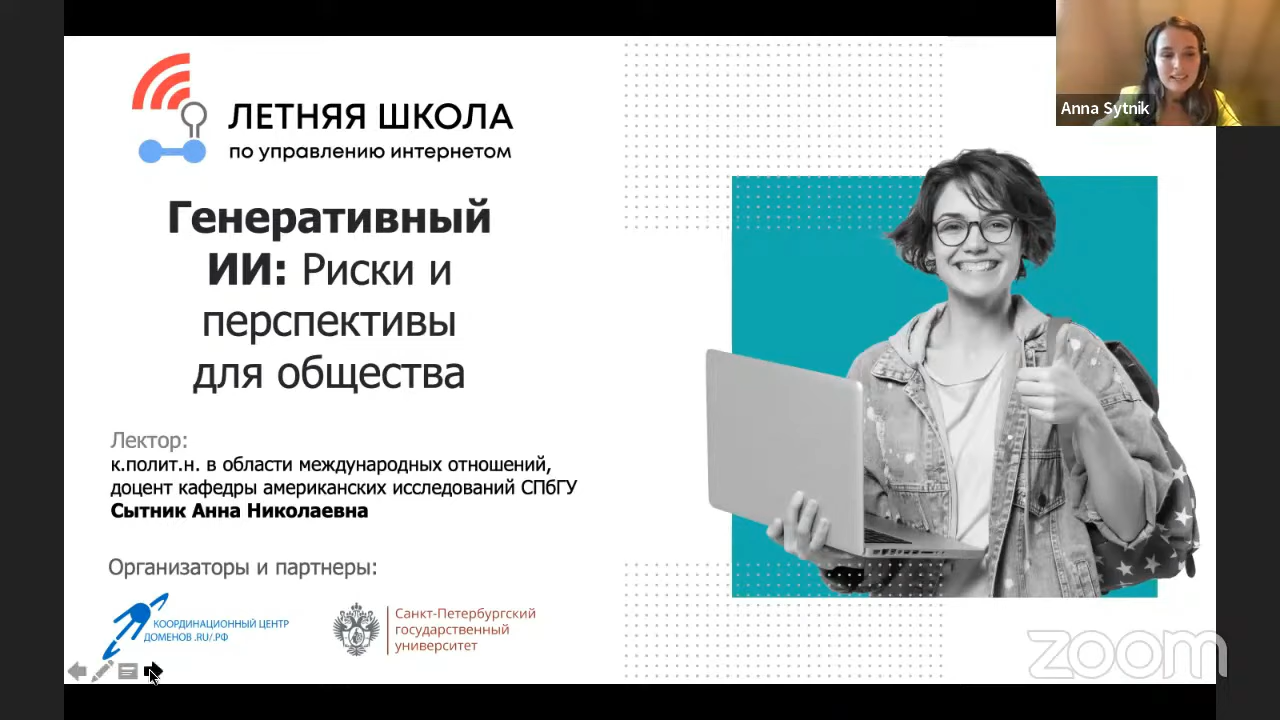 Anna Sytnik
ЛЕТНЯЯ ШКОЛА
по управлению интернетом
Генеративный
ИИ: Риски и
перспективы
для общества
Лектор:
к.полит.н. в области международных отношений,
доцент кафедры американских исследований СПбГУ
Сытник Анна Николаевна
Организаторы и партнеры:
КООРДИНАЦИОННЫЙ ЦЕНТР
ДОМЕНОВ .RU/.РФ
Санкт-Петербургский
государственный
университет
zoom